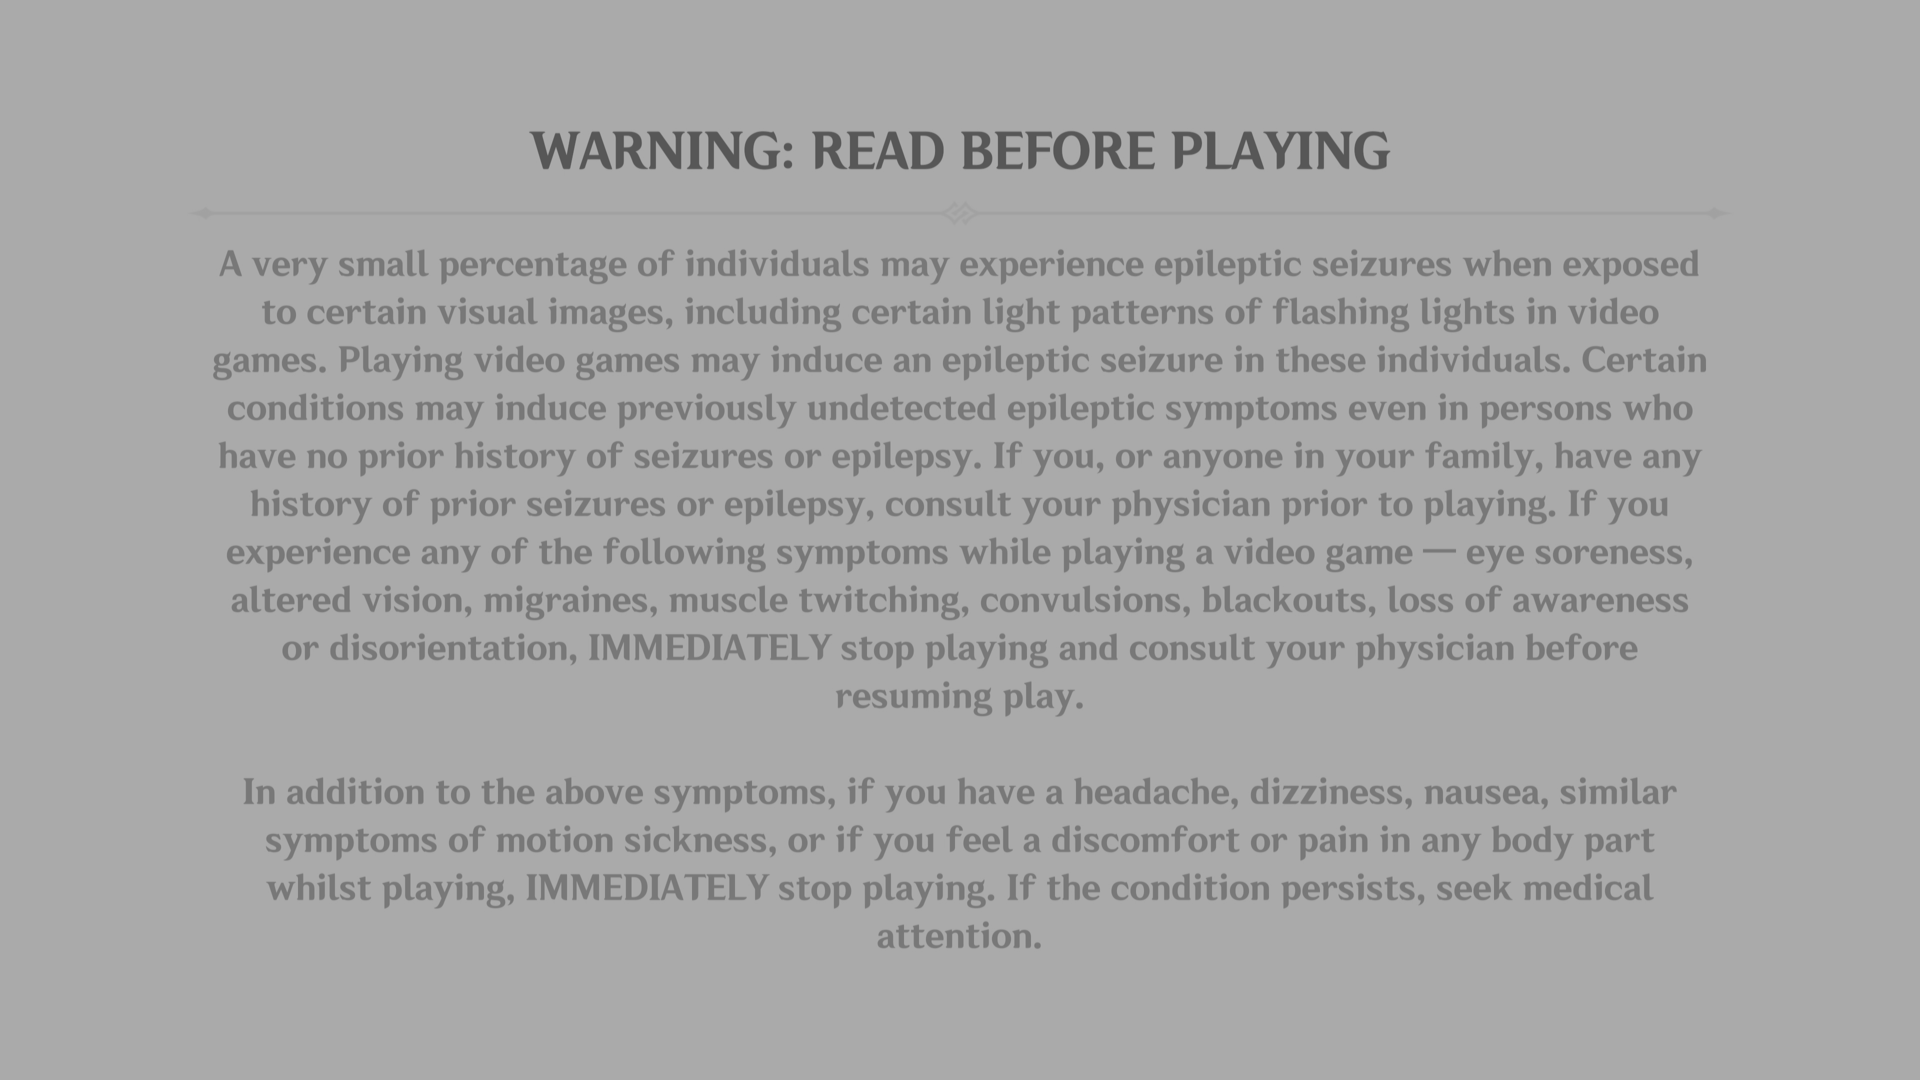 WARNING: READ BEFORE PLAYING
A very small percentage of individuals may experience epileptic seizures when exposed
to certain visual images, including certain light patterns of flashing lights in video
games. Playing video games may induce an epileptic seizure in these individuals. Certain
conditions may induce previously undetected epileptic symptoms even in persons who
have no prior history of seizures or epilepsy. If you, or anyone in your family, have any
history of prior seizures or epilepsy, consult your physician prior to playing. If you
experience any of the following symptoms while playing a video game — eye soreness,
altered vision, migraines, muscle twitching, convulsions, blackouts, loss of awareness
or disorientation, IMMEDIATELY stop playing and consult your physician before
resuming play.
In addition to the above symptoms, if you have a headache, dizziness, nausea, similar
symptoms of motion sickness, or if you feel a discomfort or pain in any body part
whilst playing, IMMEDIATELY stop playing. If the condition persists, seek medical
attention.